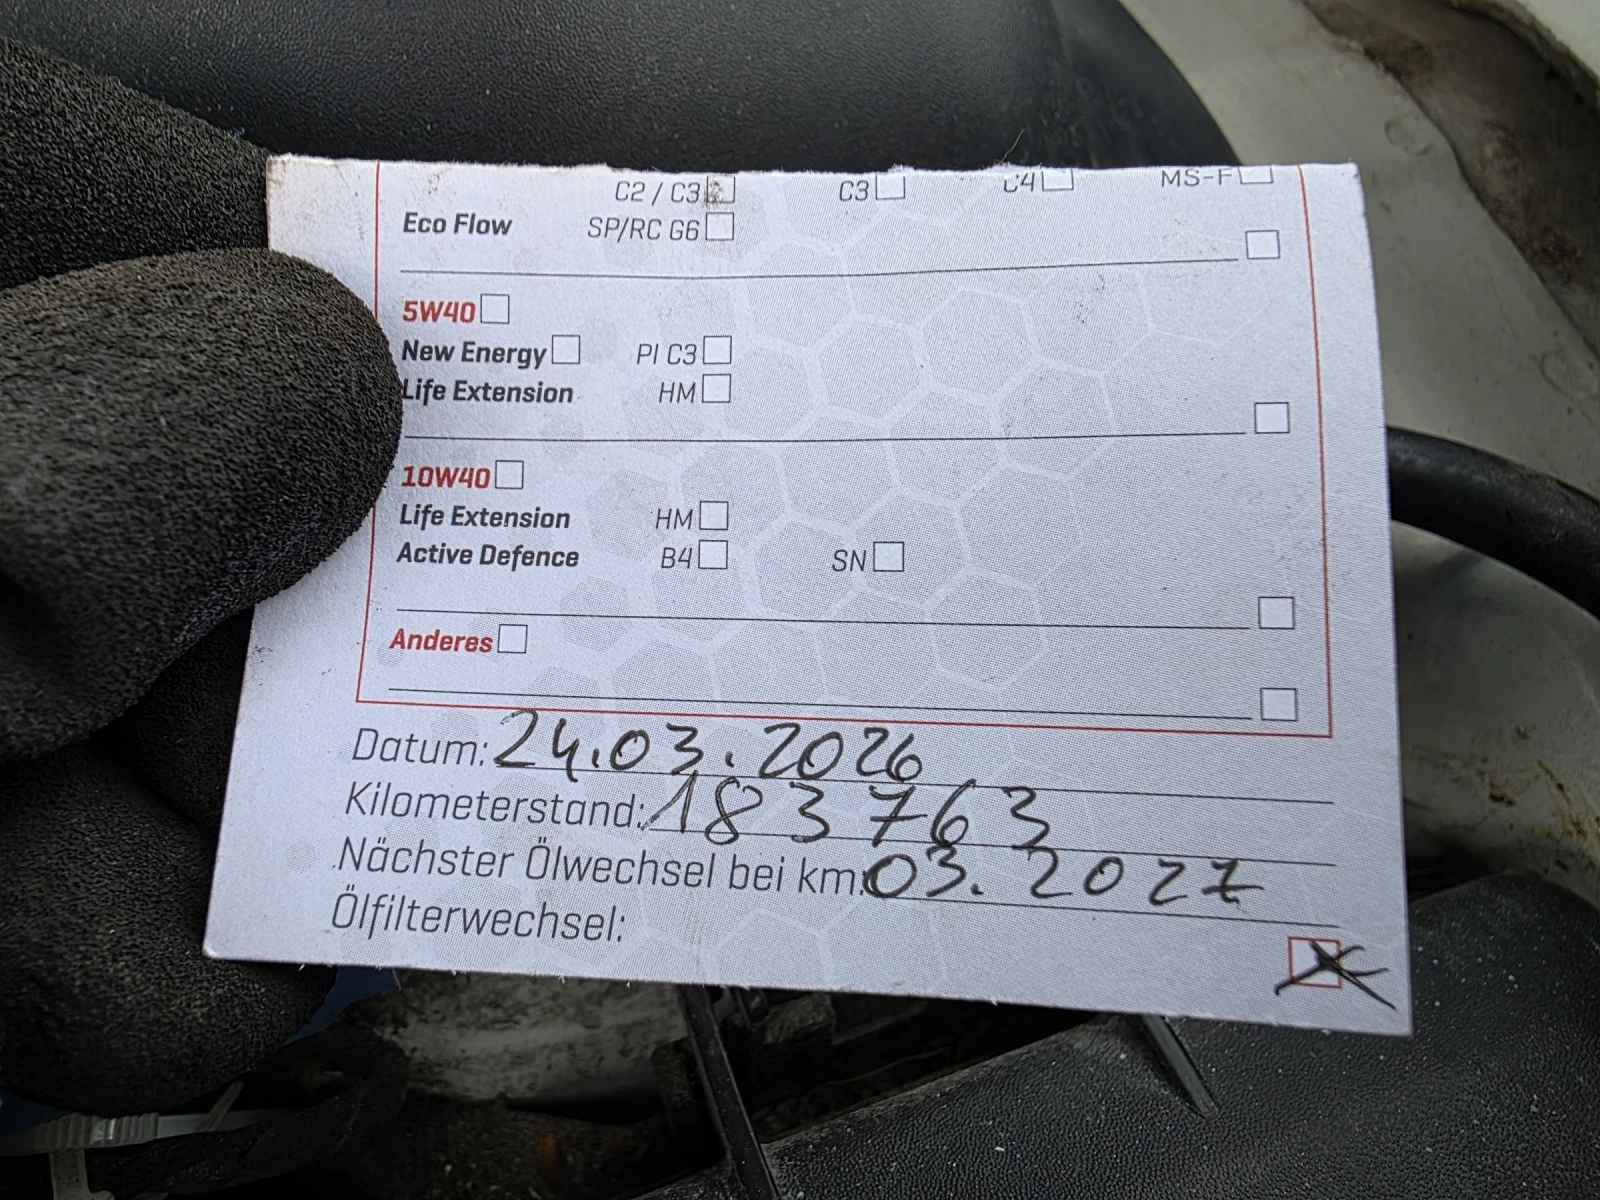 C2 / C3 C3 C4 MS-F
Eco Flow SP/RC G6
5W40
New Energy PI C3
Life Extension HM
10W40
Life Extension HM
Active Defence B4 SN
Anderes
Datum: 24.03.2026
Kilometerstand: 183 763
Nächster Ölwechsel bei km: 03. 2027
Ölfilterwechsel: